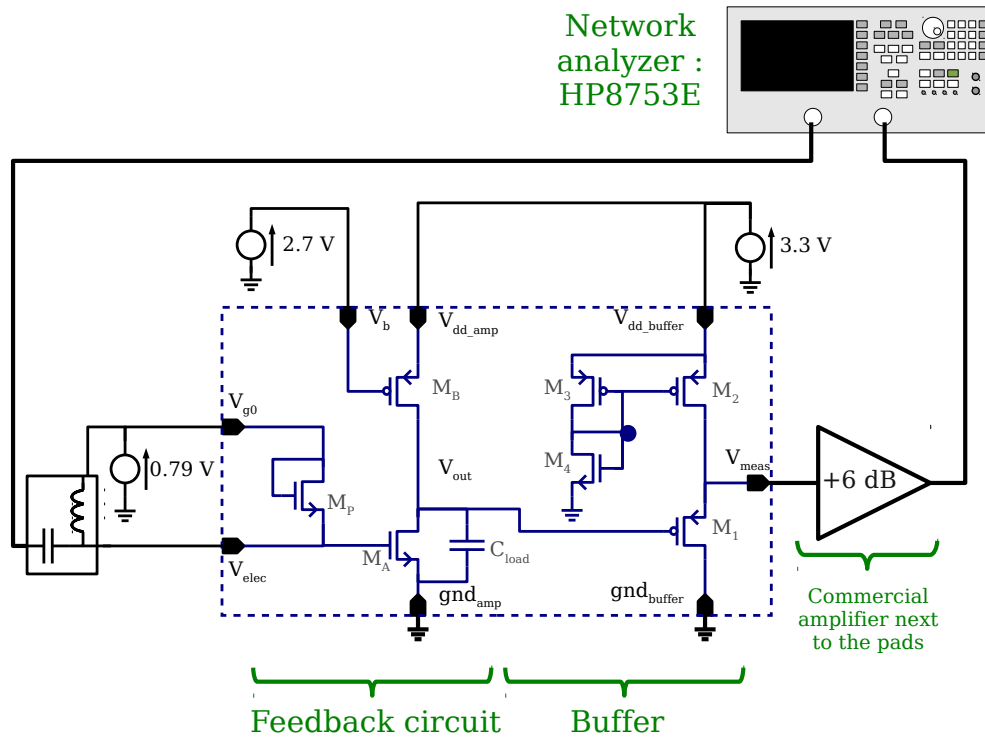 Network
analyzer :
HP8753E
2.7 V
3.3 V
V_b
V_dd_amp
V_dd_buffer
M_B
M_3
M_2
V_g0
0.79 V
M_P
V_out
M_4
V_meas
+6 dB
M_A
C_load
M_1
V_elec
gnd_amp
gnd_buffer
Commercial
amplifier next
to the pads
Feedback circuit
Buffer